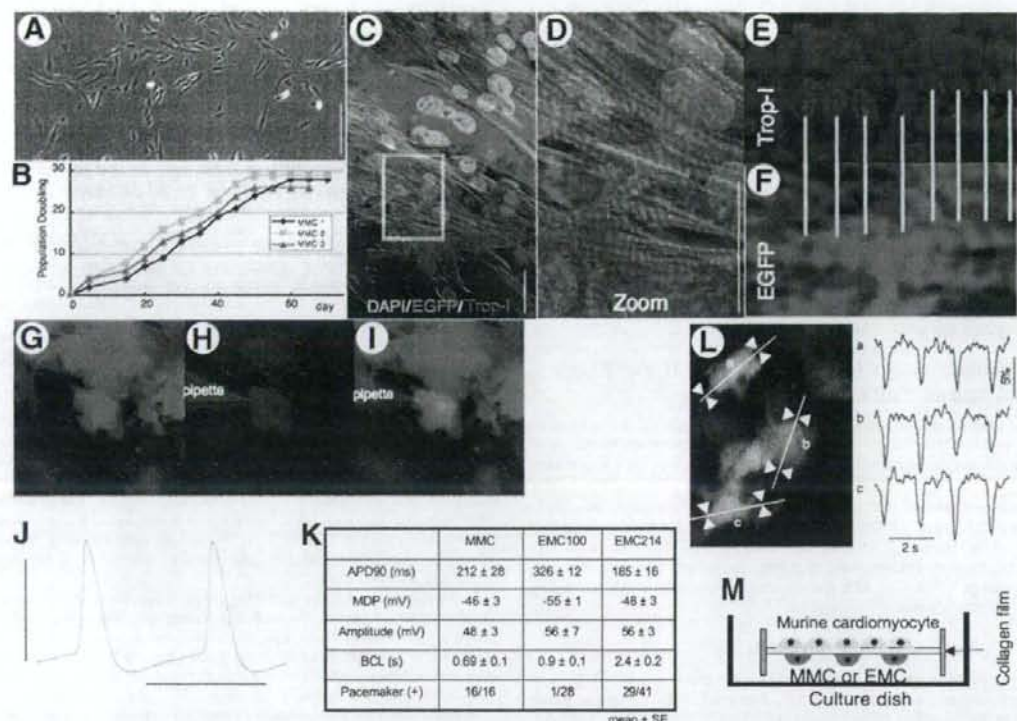 A
B
Population Doubling
30
20
10
0
0
20
40
60
day
MMC 1
MMC 2
MMC 3
C
DAPI/EGFP/Trop-I
D
Zoom
E
Trop-I
F
EGFP
G
H
pipette
I
pipette
J
K
MMC EMC100 EMC214
APD90 (ms) 212 ± 28 326 ± 12 185 ± 16
MDP (mV) -46 ± 3 -55 ± 1 -48 ± 3
Amplitude (mV) 48 ± 3 56 ± 7 56 ± 3
BCL (s) 0.69 ± 0.1 0.9 ± 0.1 2.4 ± 0.2
Pacemaker (+) 16/16 1/28 29/41
mean ± SE
L
b
c
a
b
c
5%
2 s
M
Murine cardiomyocyte
MMC or EMC
Culture dish
Collagen film